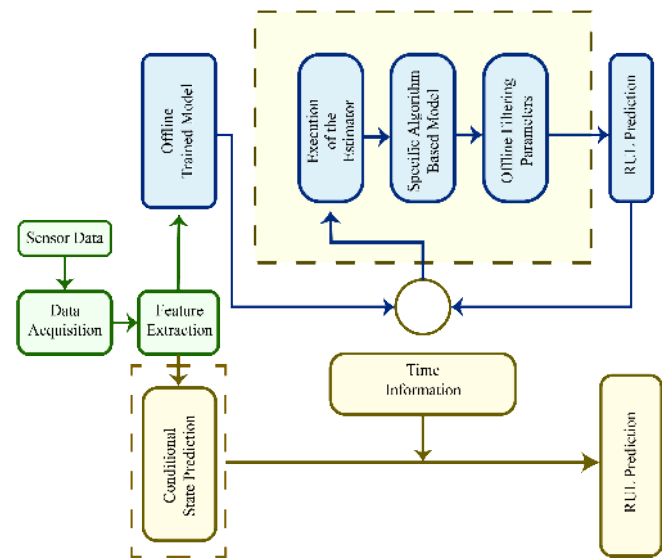 Offline
Trained Model
Execution
of the
Estimator
Specific Algorithm
Based Model
Offline Filtering
Parameters
RUL Prediction
Sensor Data
Data
Acquisition
Feature
Extraction
Time
Information
Conditional
State Prediction
RUL Prediction